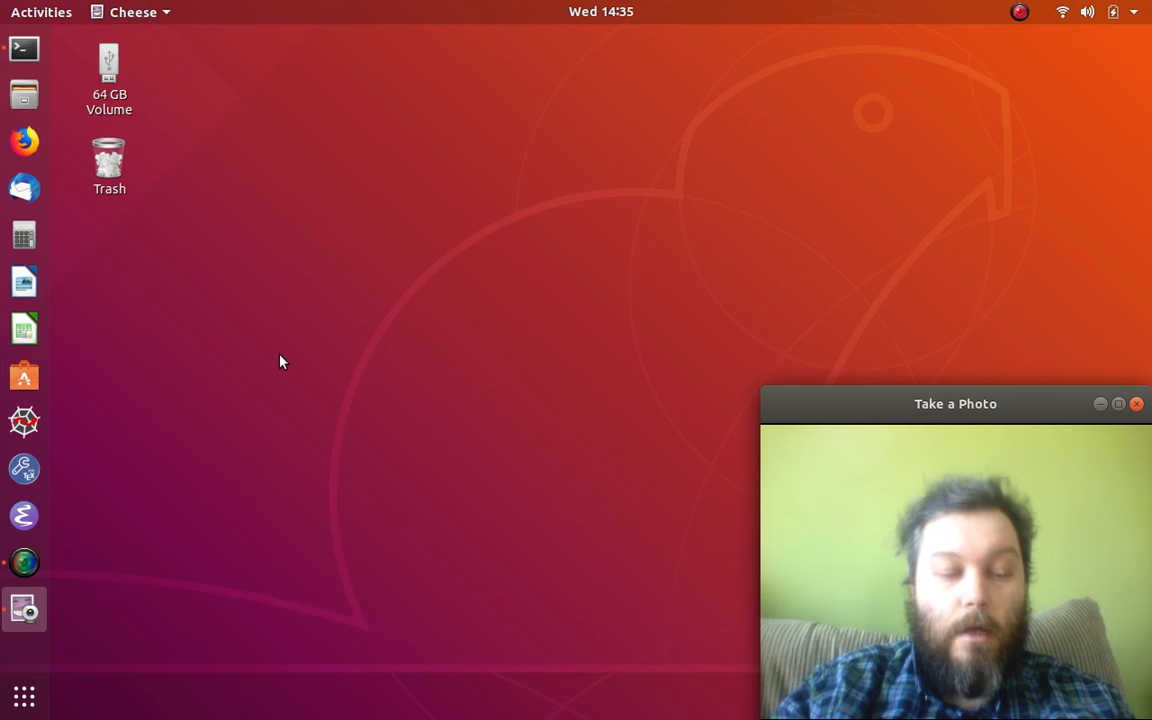 Activities
Cheese
Wed 14:35
64 GB
Volume
Trash
Take a Photo